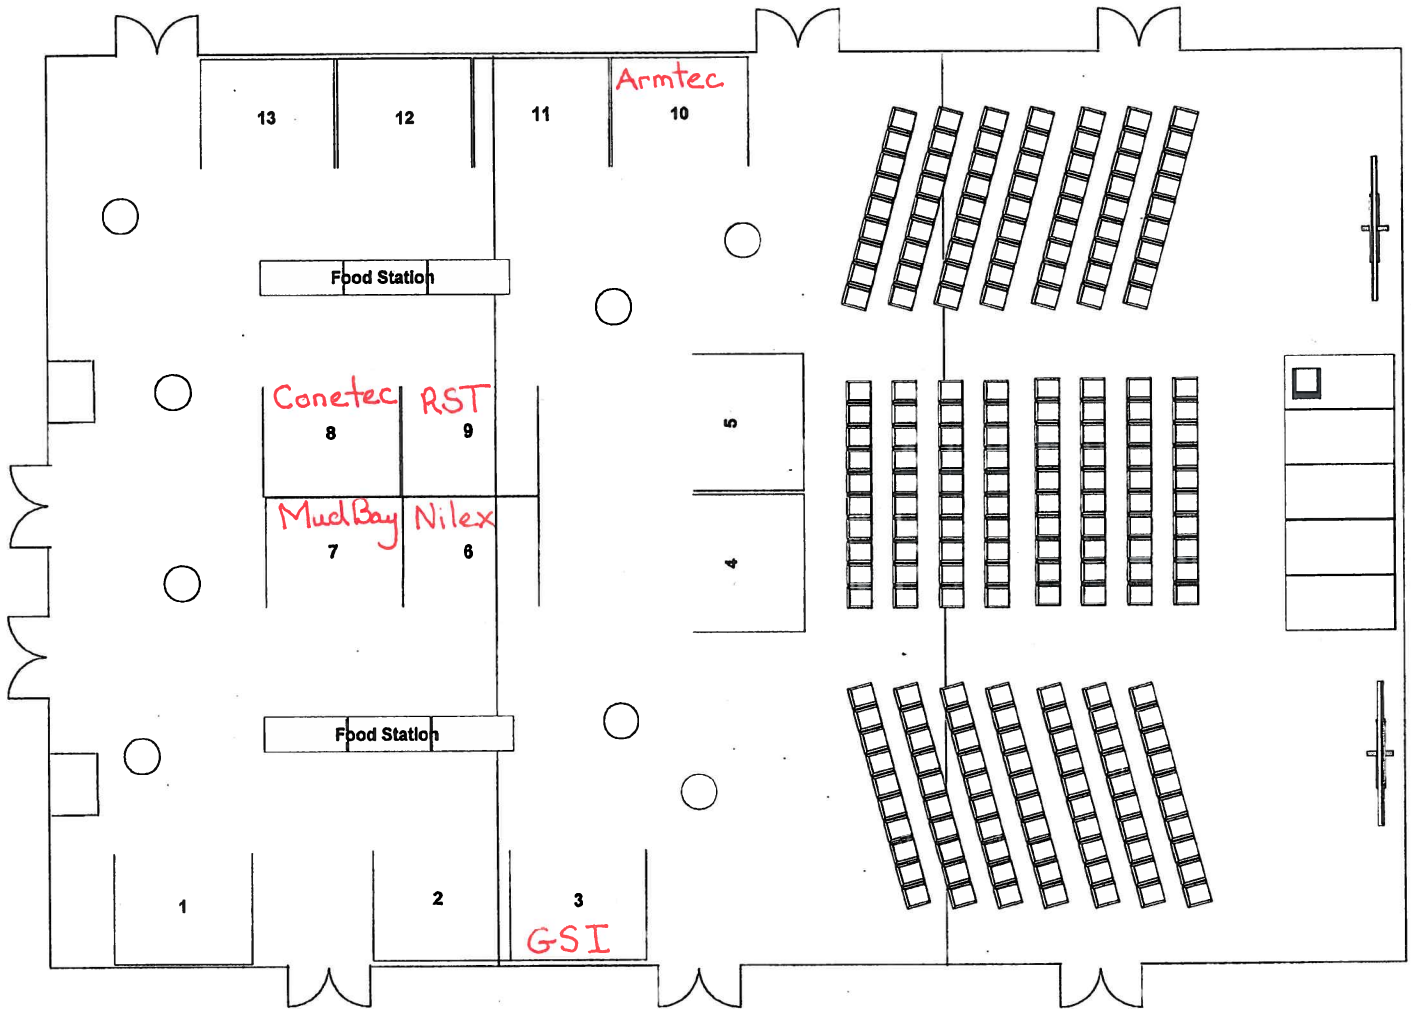 Armtec
13 12 11 10
Food Station
Conetec RST
8 9
5
MudBay Nilex
7 6
4
Food Station
1 2 3
GSI